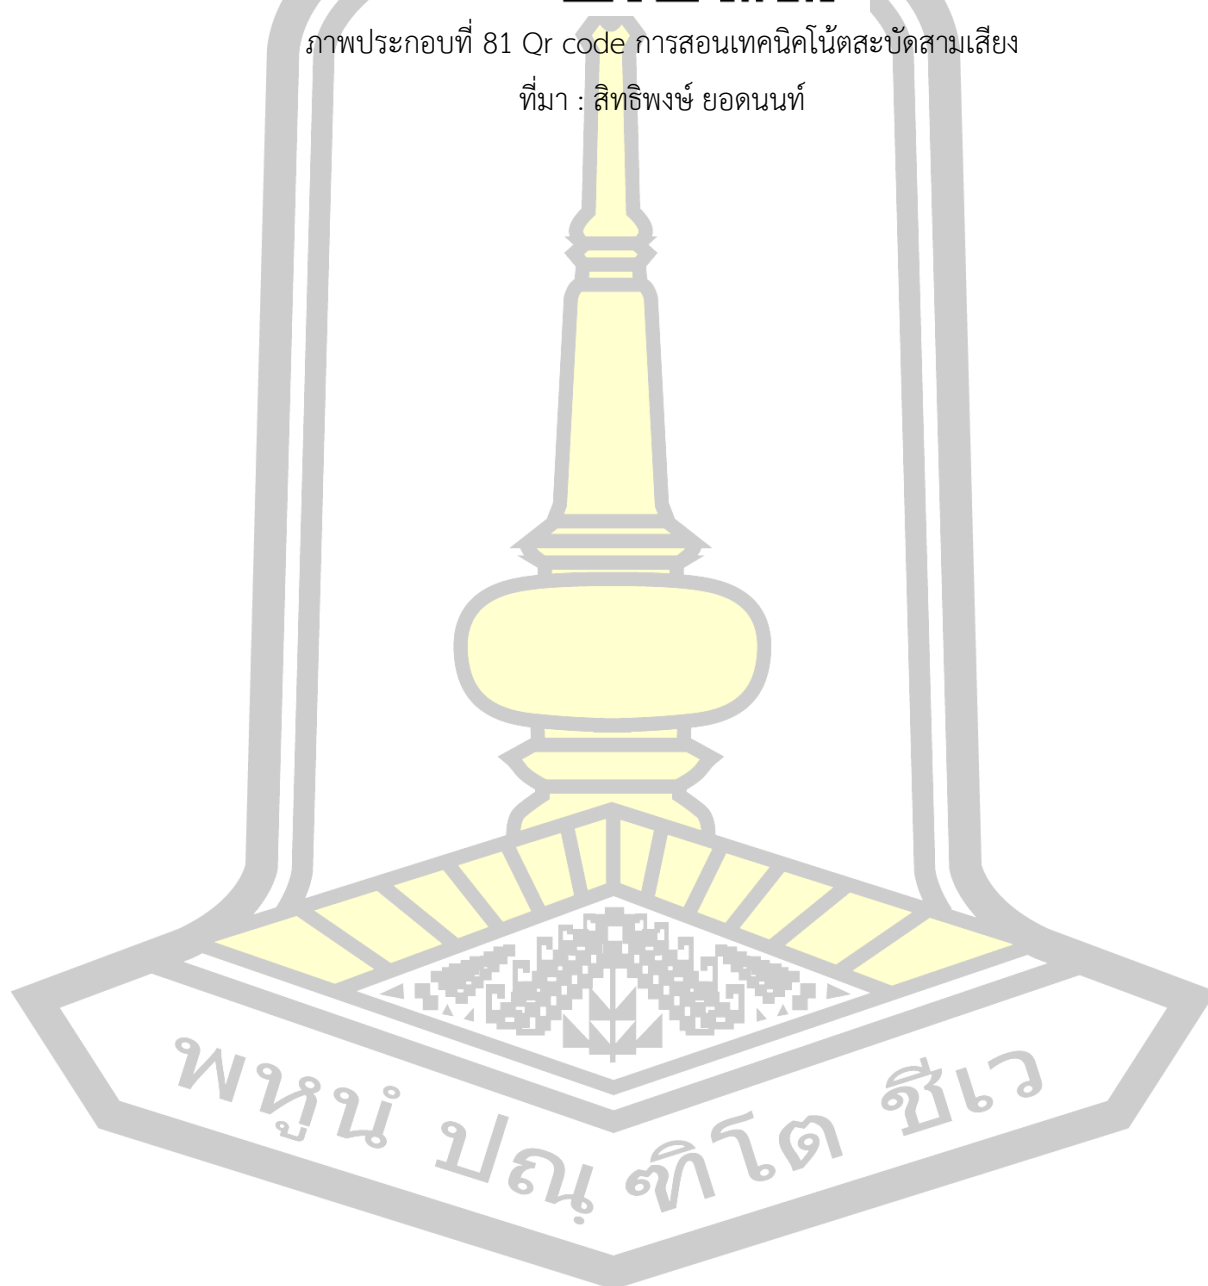 ภาพประกอบที่ 81 Qr code การสอนเทคนิคโน้ตสะบัดสามเสียง
ที่มา : สิทธิพงษ์ ยอดนนท์
พหูนํ ปณฺ ฑิโต ชีเว